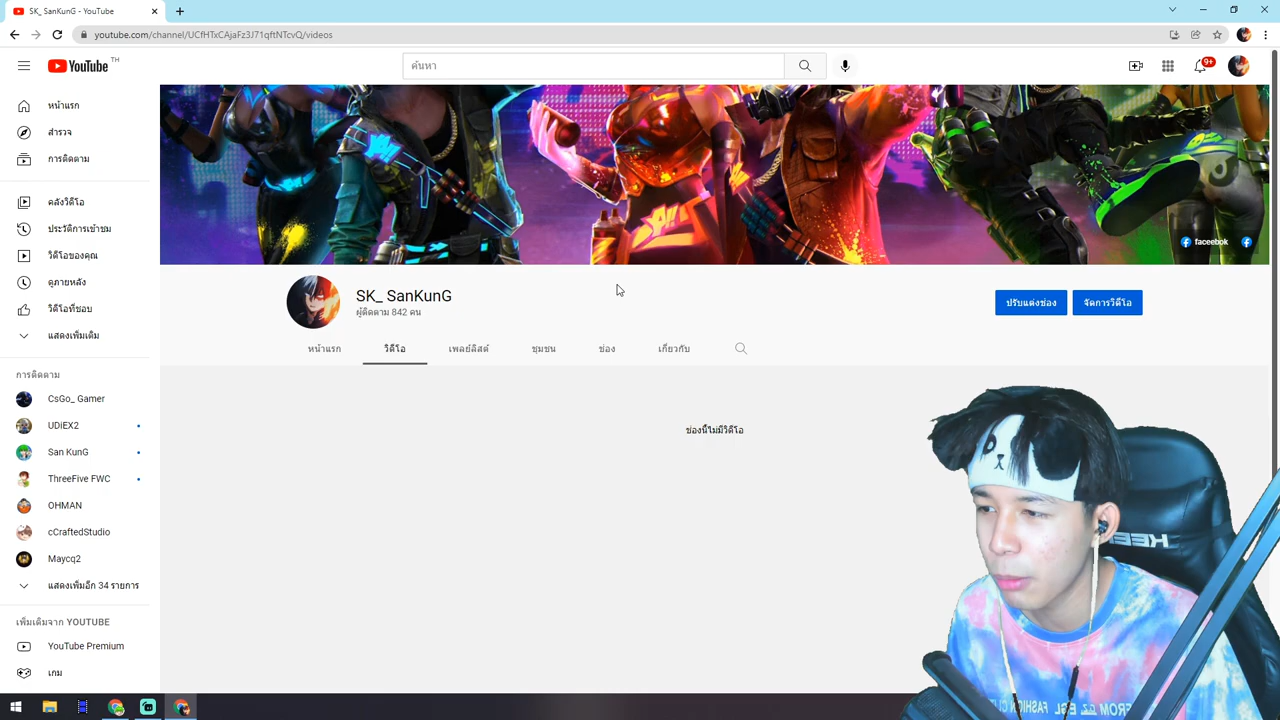 SK_ SanKunG - YouTube
youtube.com/channel/UCfHTxCAjaFz3J71qftNTcvQ/videos
YouTube TH
ค้นหา
9+
หน้าแรก
สำรวจ
การติดตาม
คลังวิดีโอ
ประวัติการเข้าชม
วิดีโอของคุณ
ดูภายหลัง
วิดีโอที่ชอบ
แสดงเพิ่มเติม
การติดตาม
CsGo_ Gamer
UDiEX2
San KunG
ThreeFive FWC
OHMAN
cCraftedStudio
Maycq2
แสดงเพิ่มอีก 34 รายการ
เพิ่มเติมจาก YOUTUBE
YouTube Premium
เกม
faceebok
SK_ SanKunG
ผู้ติดตาม 842 คน
ปรับแต่งช่อง
จัดการวิดีโอ
หน้าแรก
วิดีโอ
เพลย์ลิสต์
ชุมชน
ช่อง
เกี่ยวกับ
ช่องนี้ไม่มีวิดีโอ